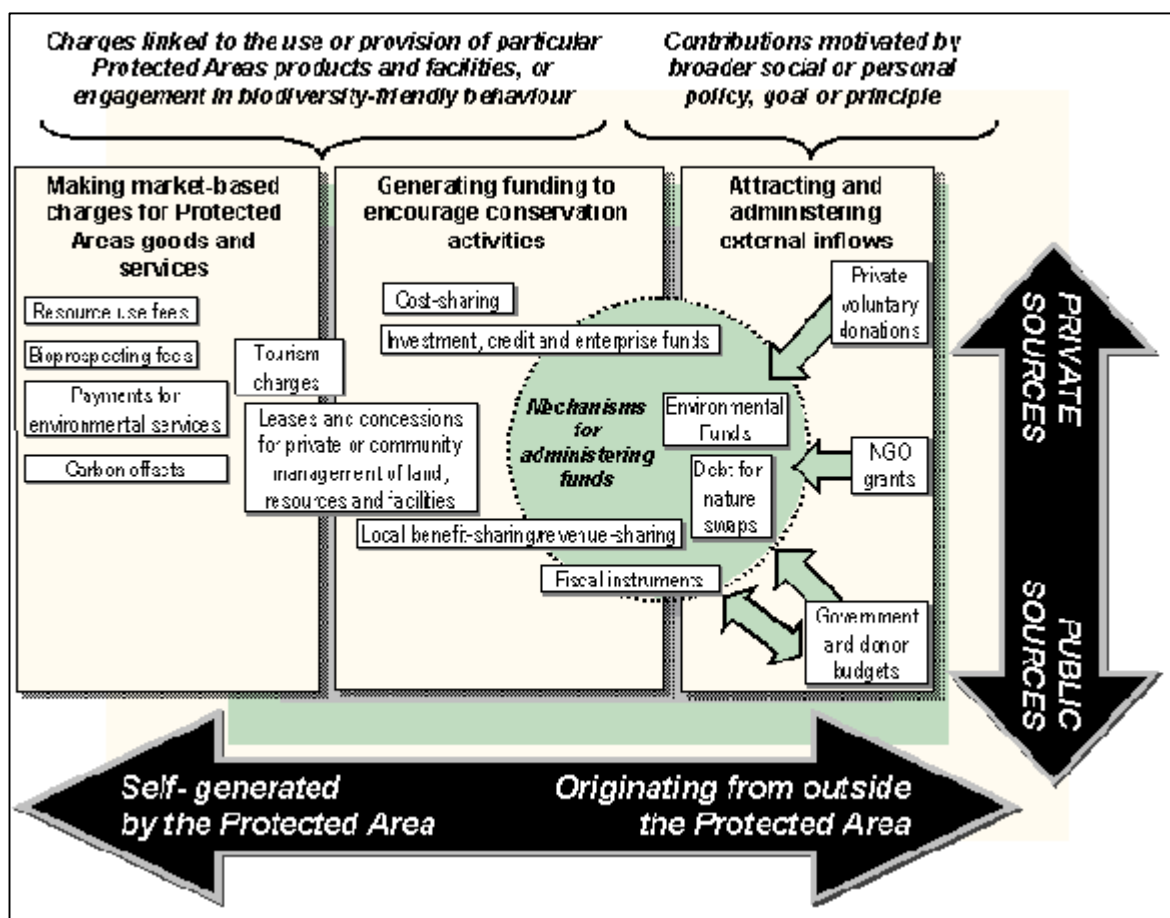 Charges linked to the use or provision of particular
Protected Areas products and facilities, or
engagement in biodiversity-friendly behaviour
Contributions motivated by
broader social or personal
policy, goal or principle
Making market-based
charges for Protected
Areas goods and
services
Resource use fees
Bioprospecting fees
Payments for
environmental services
Carbon offsets
Tourism
charges
Leases and concessions
for private or community
management of land,
resources and facilities
Generating funding to
encourage conservation
activities
Cost-sharing
Investment, credit and enterprise funds
Mechanisms
for
administering
funds
Local benefit-sharing/revenue-sharing
Fiscal instruments
Attracting and
administering
external inflows
Private
voluntary
donations
Environmental
Funds
Debt for
nature
swaps
NGO
grants
Government
and donor
budgets
PRIVATE
SOURCES
PUBLIC
SOURCES
Self- generated
by the Protected Area
Originating from outside
the Protected Area